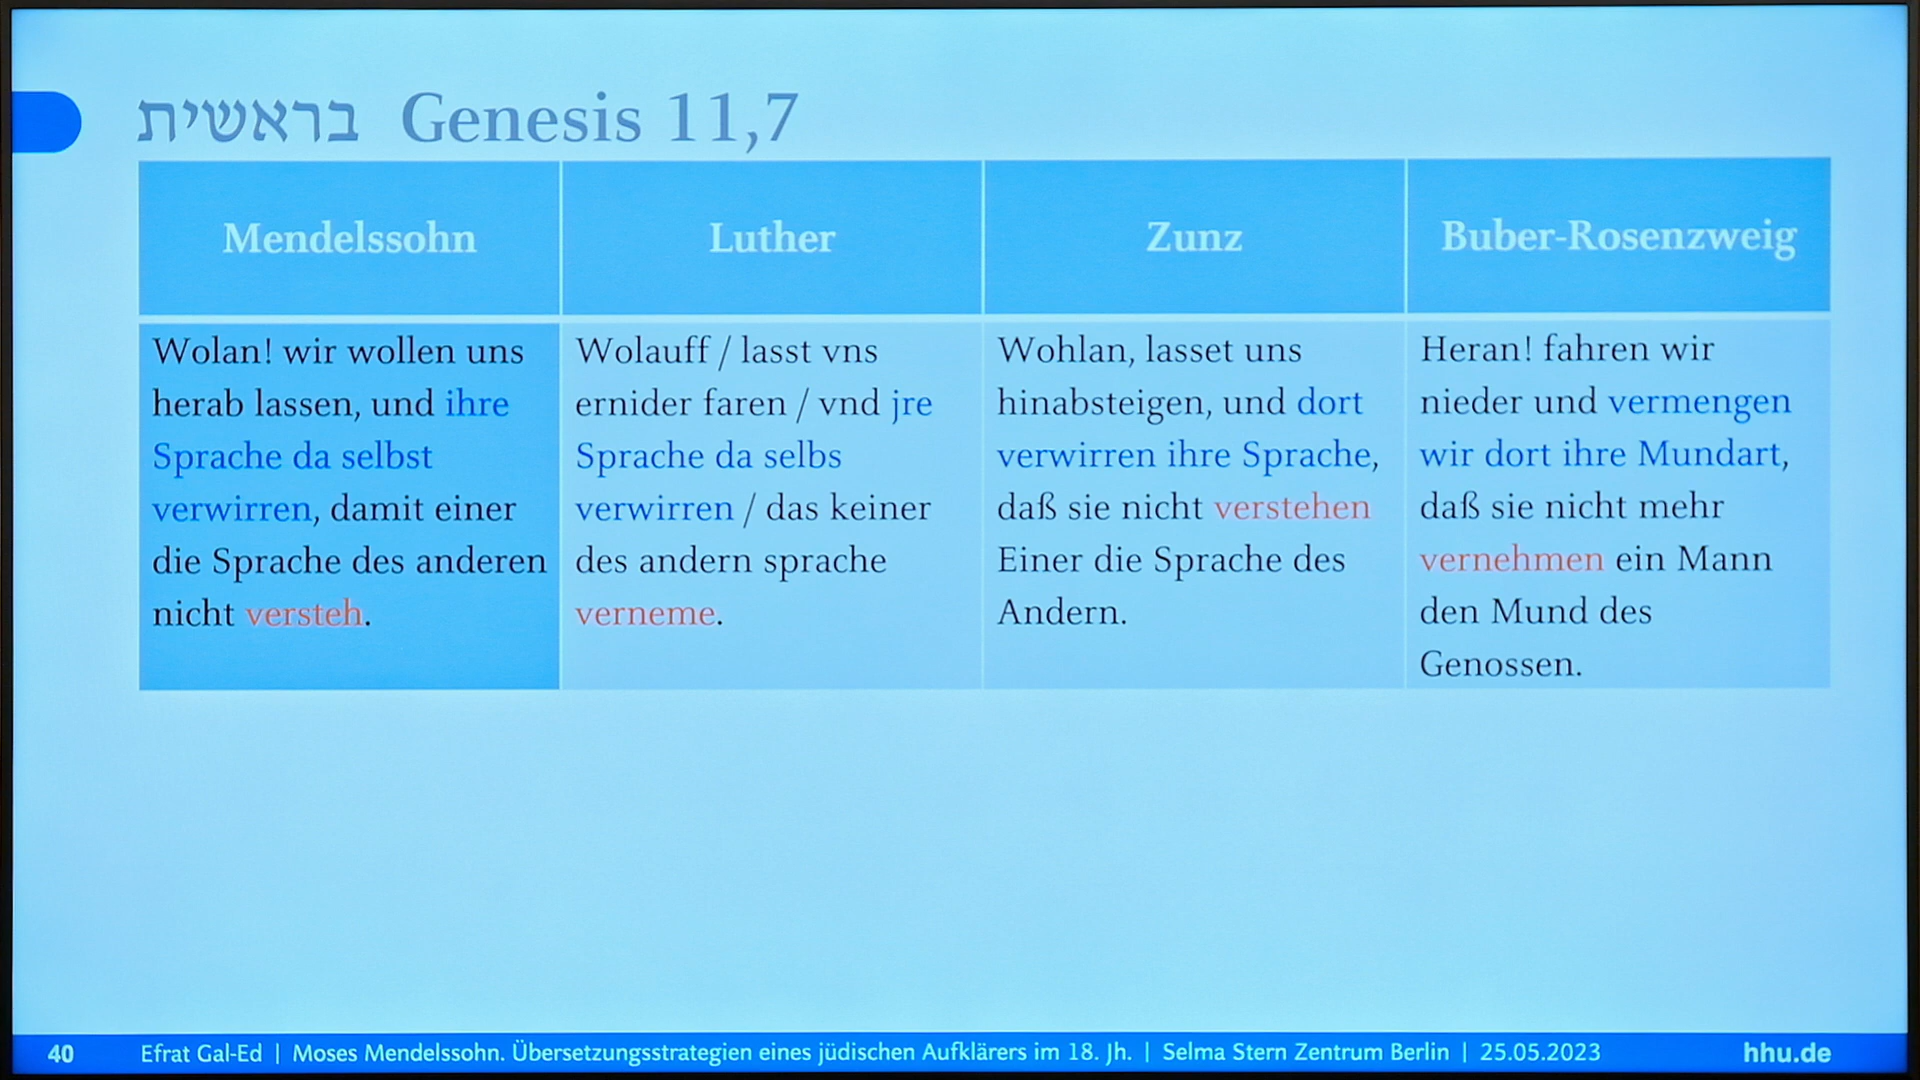 בראשית Genesis 11,7
Mendelssohn
Luther
Zunz
Buber-Rosenzweig
Wolan! wir wollen uns
herab lassen, und ihre
Sprache da selbst
verwirren, damit einer
die Sprache des anderen
nicht versteh.
Wolauff / lasst vns
ernider faren / vnd jre
Sprache da selbs
verwirren / das keiner
des andern sprache
verneme.
Wohlan, lasset uns
hinabsteigen, und dort
verwirren ihre Sprache,
daß sie nicht verstehen
Einer die Sprache des
Andern.
Heran! fahren wir
nieder und vermengen
wir dort ihre Mundart,
daß sie nicht mehr
vernehmen ein Mann
den Mund des
Genossen.
40 Efrat Gal-Ed | Moses Mendelssohn. Übersetzungsstrategien eines jüdischen Aufklärers im 18. Jh. | Selma Stern Zentrum Berlin | 25.05.2023 hhu.de